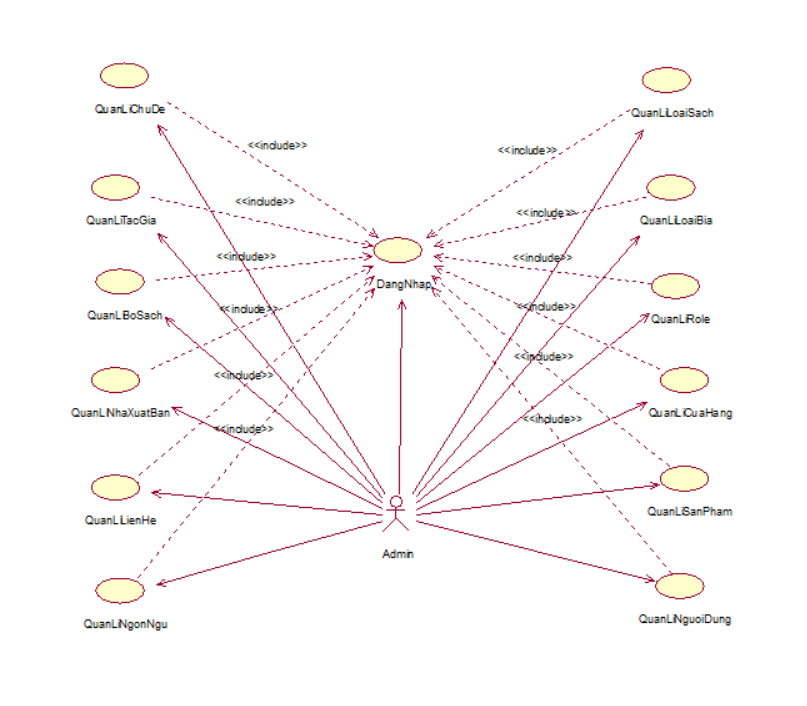 QuanLiChuDe
QuanLiLoaiSach
<<include>>
<<include>>
QuanLiTacGia
<<include>>
<<include>>
QuanLiLoaiBia
<<include>>
<<include>>
DangNhap
QuanLiBoSach
<<include>>
<<include>>
QuanLiRole
<<include>>
<<include>>
QuanLiNhaXuatBan
QuanLiCuaHang
<<include>>
<<include>>
QuanLiLienHe
QuanLiSanPham
Admin
QuanLiNgonNgu
QuanLiNguoiDung